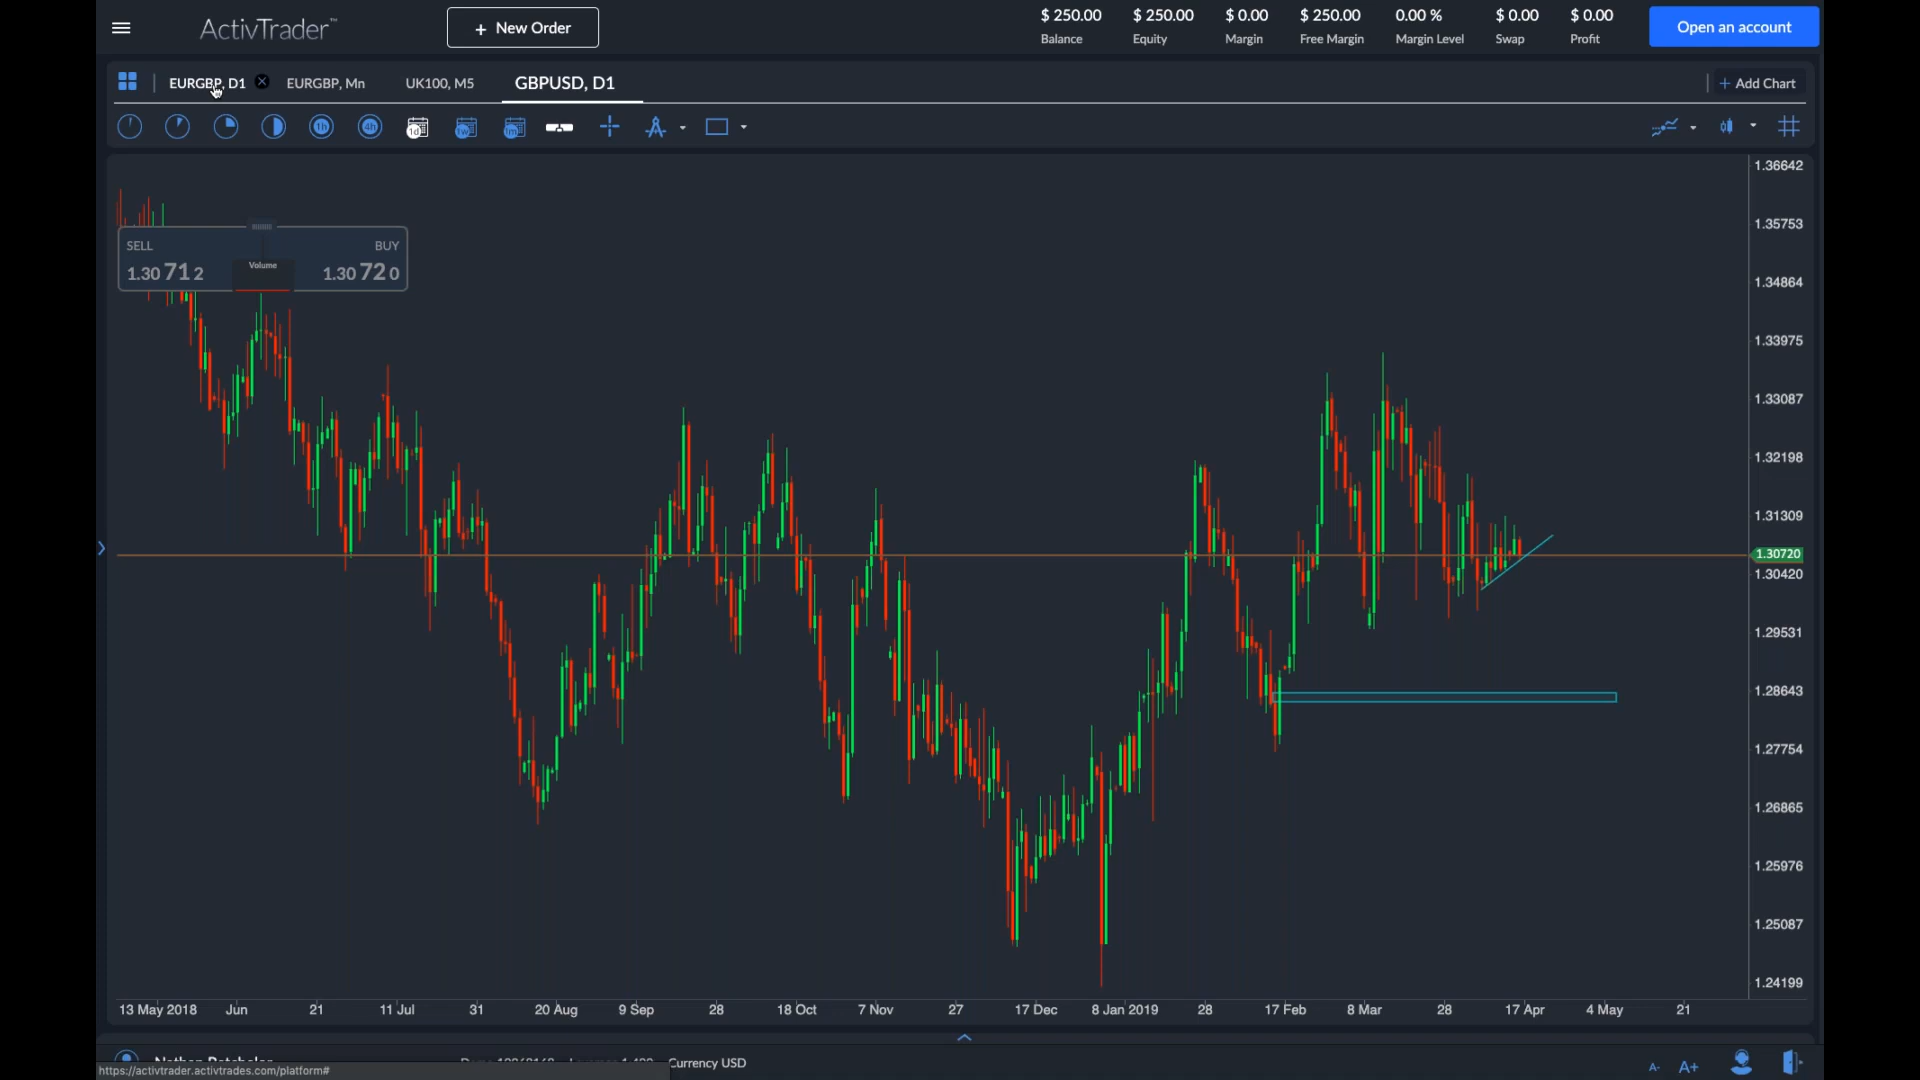 ActivTrader™
+ New Order
$ 250.00 $ 250.00 $ 0.00 $ 250.00 0.00 % $ 0.00 $ 0.00
Balance Equity Margin Free Margin Margin Level Swap Profit
Open an account
EURGBP, D1 EURGBP, Mn UK100, M5 GBPUSD, D1
+ Add Chart
1h 4h 1d 1w 1m
SELL BUY
Volume
1.30 71 2 1.30 72 0
1.36642
1.35753
1.34864
1.33975
1.33087
1.32198
1.31309
1.30720
1.30420
1.29531
1.28643
1.27754
1.26865
1.25976
1.25087
1.24199
13 May 2018 Jun 21 11 Jul 31 20 Aug 9 Sep 28 18 Oct 7 Nov 27 17 Dec 8 Jan 2019 28 17 Feb 8 Mar 28 17 Apr 4 May 21
Currency USD
https://activtrader.activtrades.com/platform#
A- A+